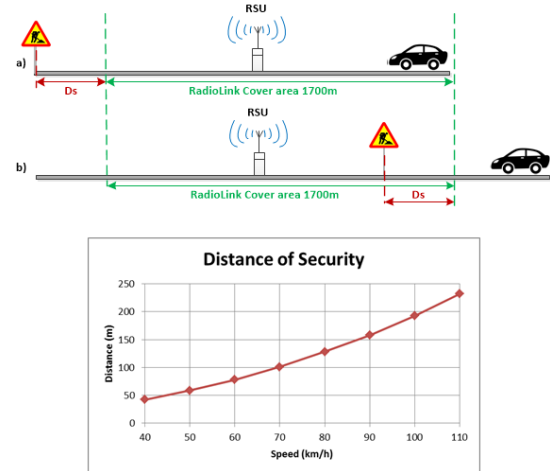 RSU
a)
Ds
RadioLink Cover area 1700m
RSU
b)
RadioLink Cover area 1700m
Ds
Distance of Security
Distance (m)
250
200
150
100
50
0
40 50 60 70 80 90 100 110
Speed (km/h)